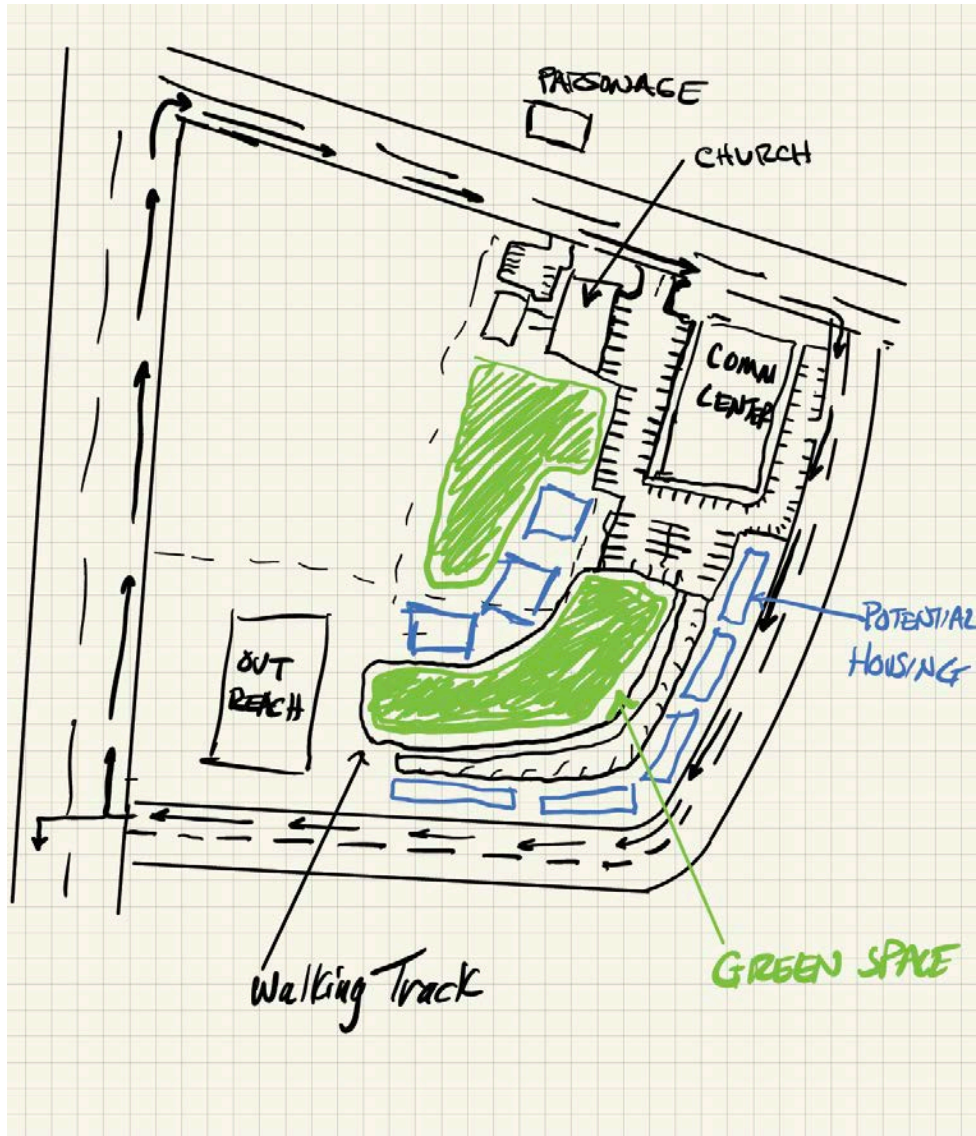 PARSONAGE
CHURCH
COMM
CENTER
POTENTIAL
HOUSING
OUT
REACH
GREEN SPACE
Walking Track